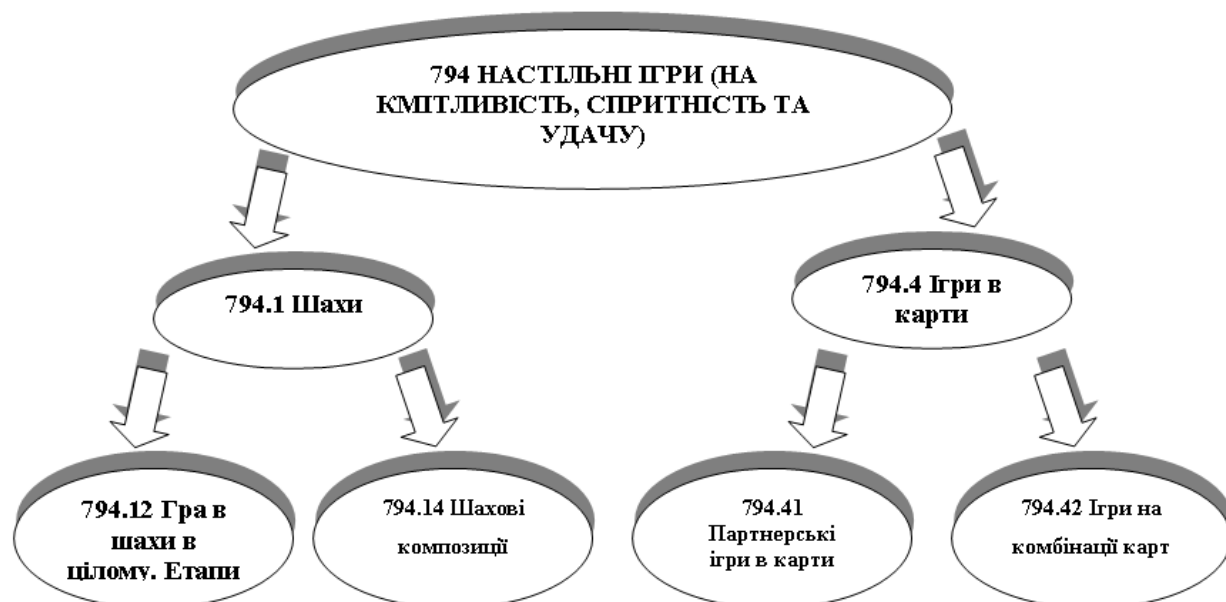 794 НАСТІЛЬНІ ІГРИ (НА
КМІТЛИВІСТЬ, СПРИТНІСТЬ ТА
УДАЧУ)
794.1 Шахи
794.4 Ігри в
карти
794.12 Гра в
шахи в
цілому. Етапи
794.14 Шахові
композиції
794.41
Партнерські
ігри в карти
794.42 Ігри на
комбінації карт